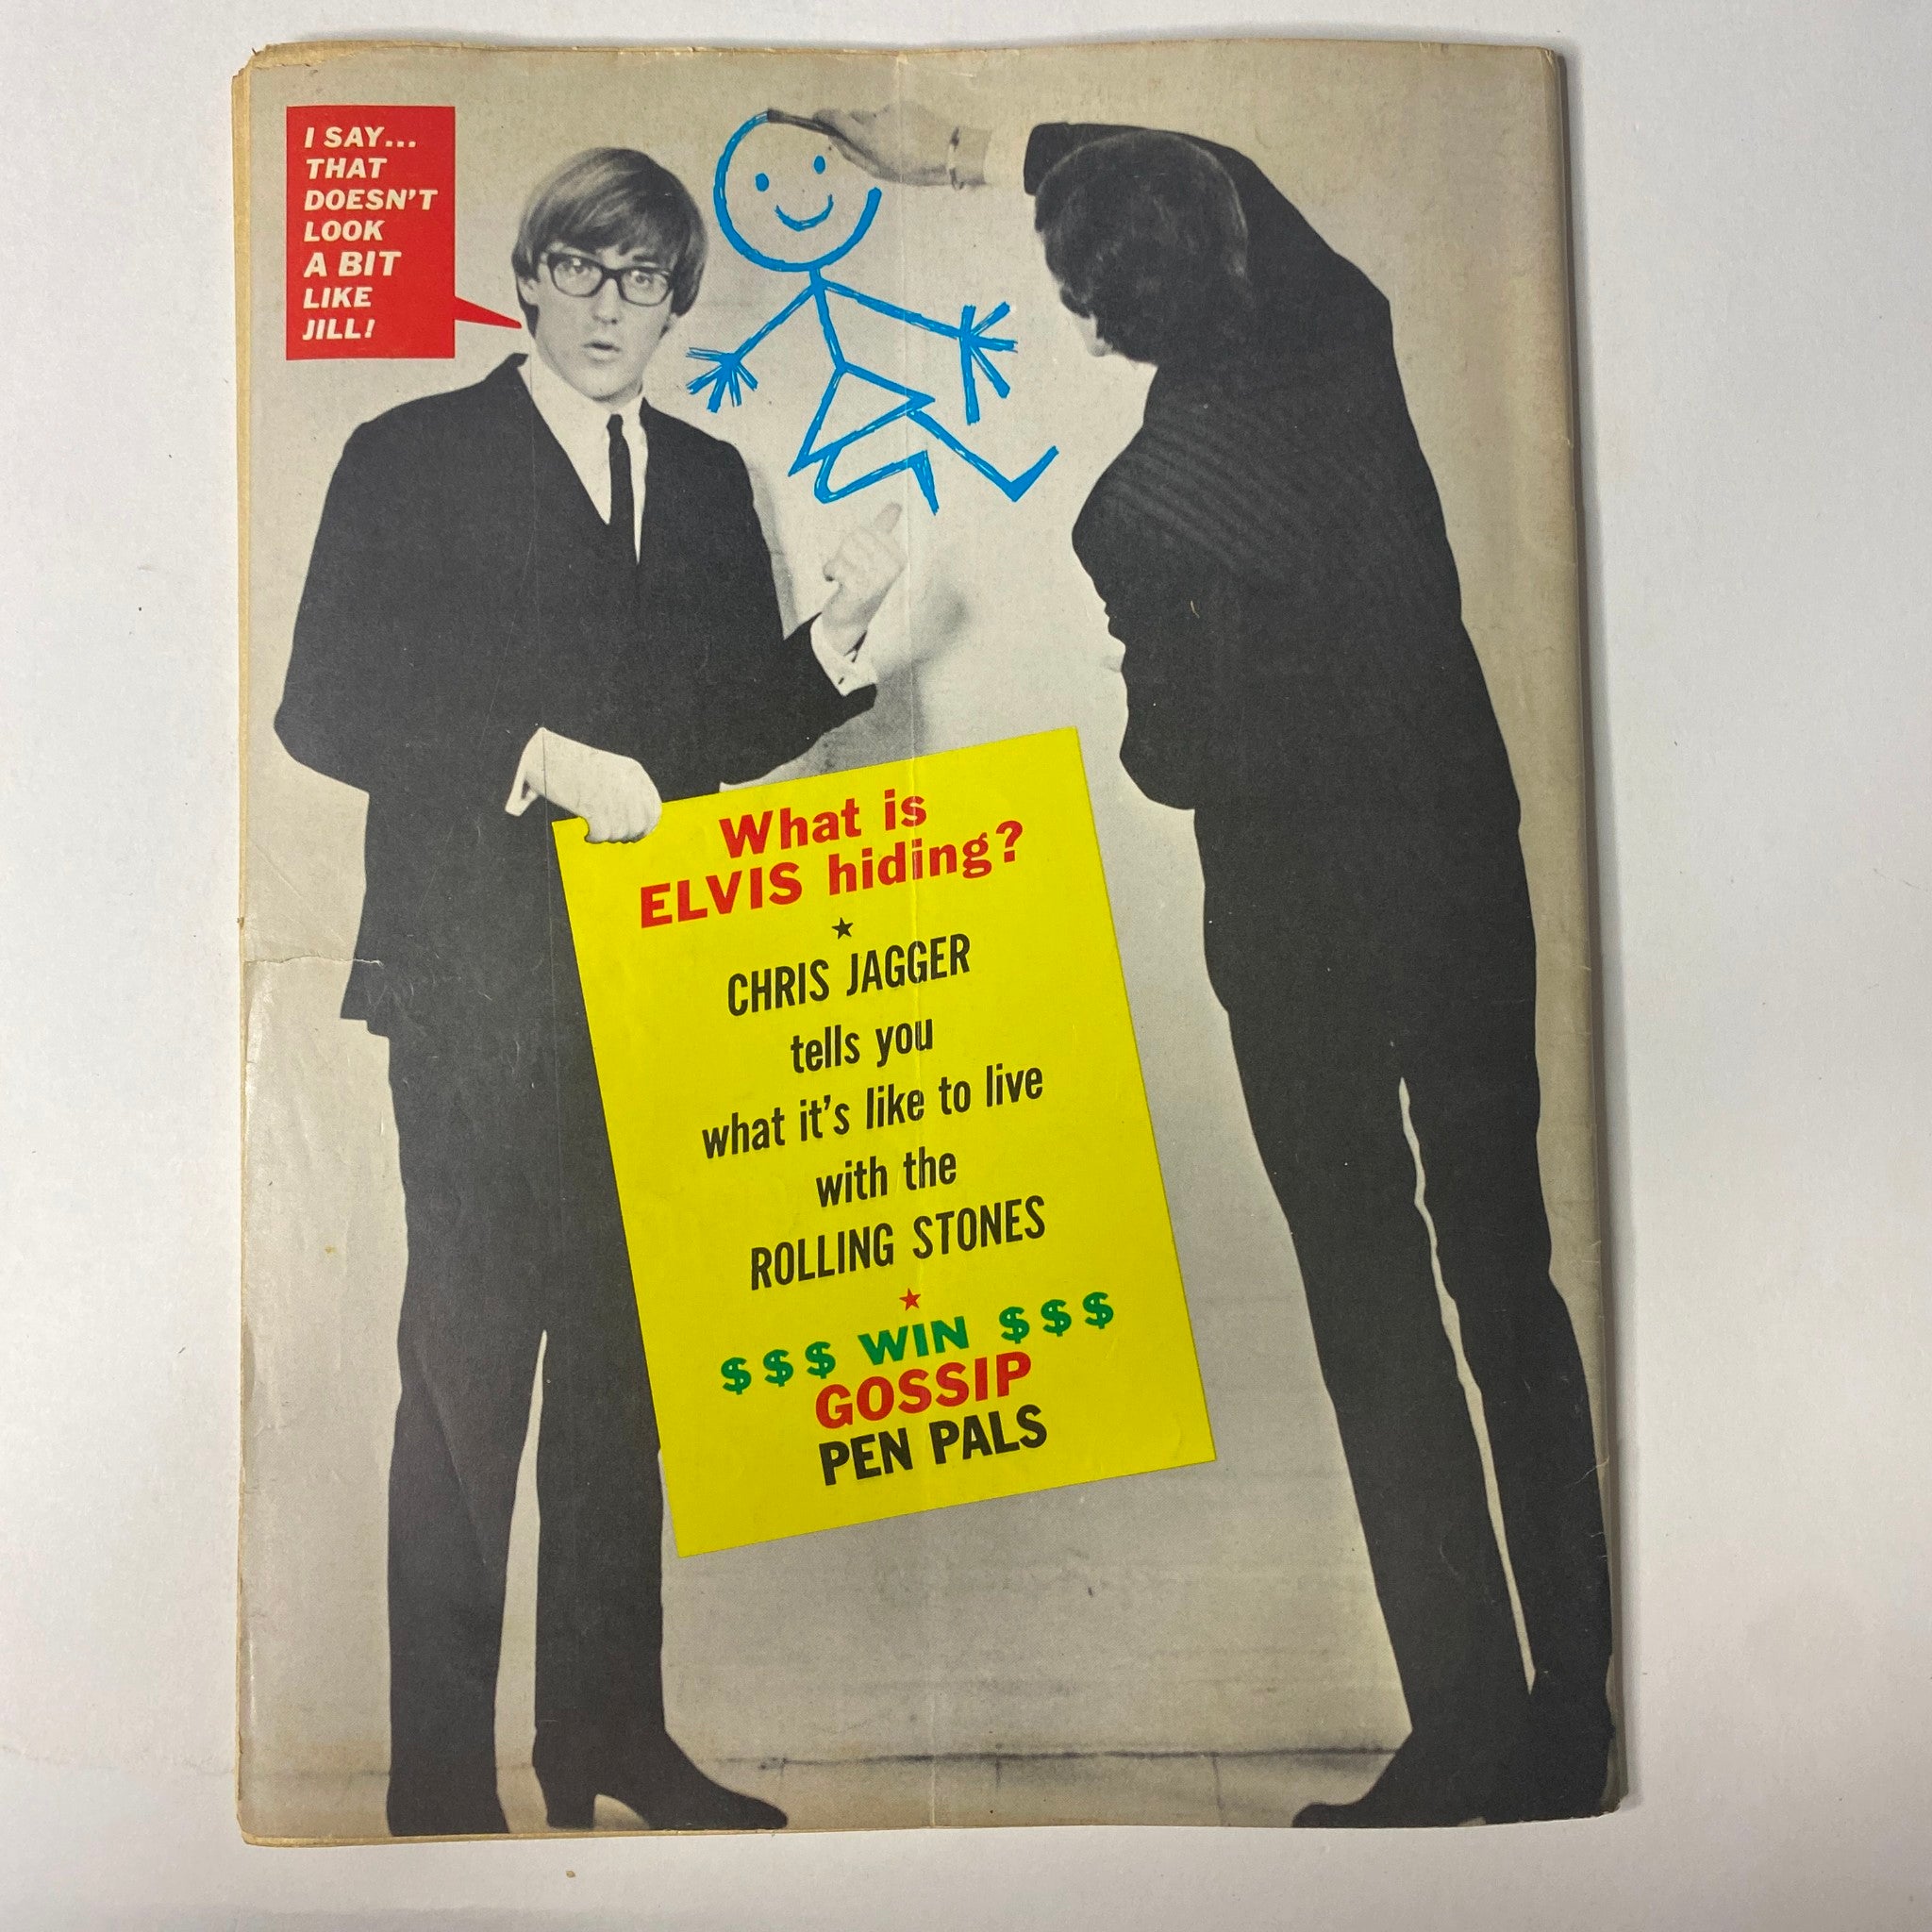 I SAY...
THAT
DOESN'T
LOOK
A BIT
LIKE
JILL!
What is
ELVIS hiding?
★
CHRIS JAGGER
tells you
what it's like to live
with the
ROLLING STONES
★
$$$ WIN $$$
GOSSIP
PEN PALS